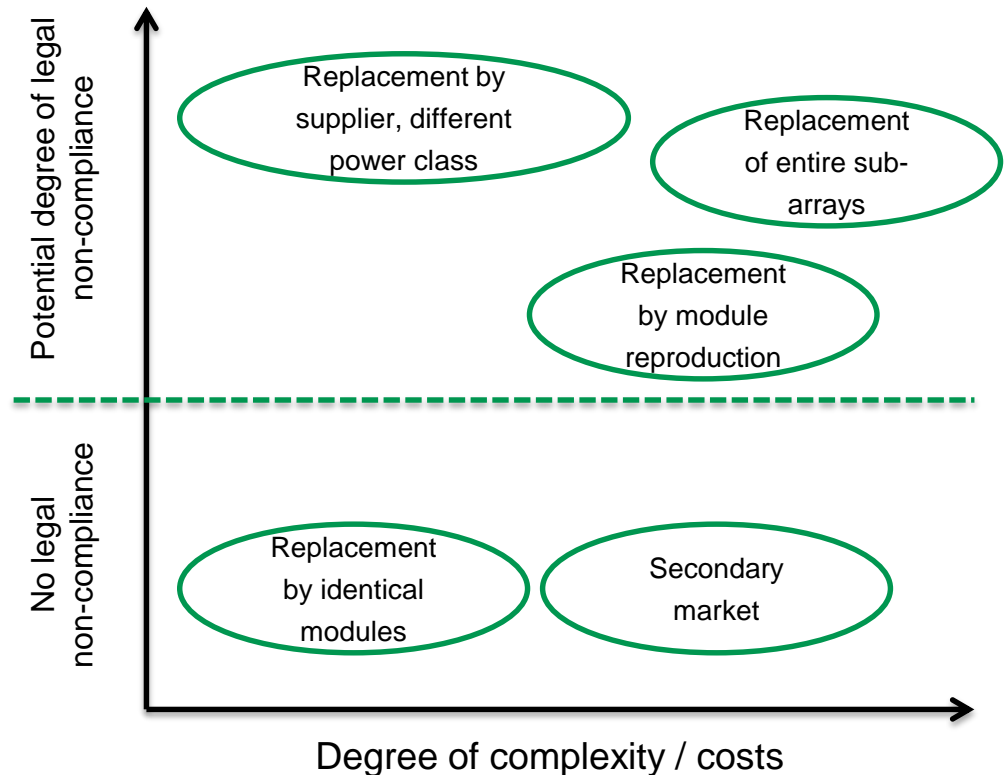 Potential degree of legal
non-compliance
Replacement by
supplier, different
power class
Replacement
of entire sub-
arrays
Replacement
by module
reproduction
No legal
non-compliance
Replacement
by identical
modules
Secondary
market
Degree of complexity / costs